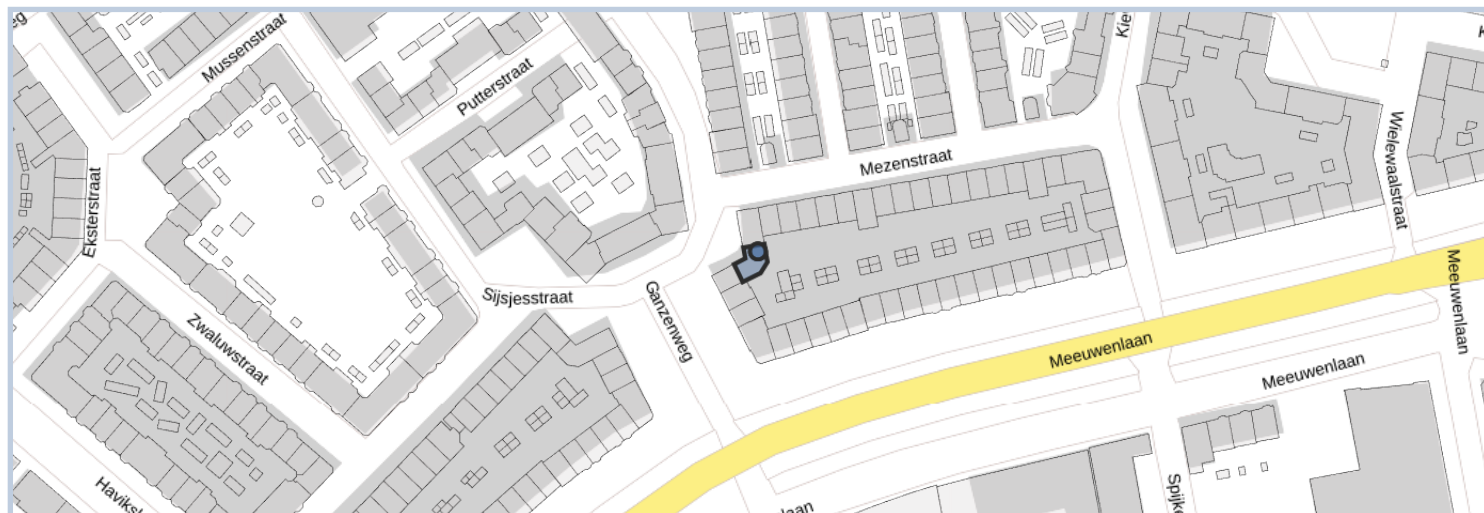 Mussenstraat
Putterstraat
Mezenstraat
Wielewaalstraat
Eksterstraat
Sijsjesstraat
Ganzenweg
Meeuwenlaan
Zwaluwstraat
Meeuwenlaan
Meeuwenlaan